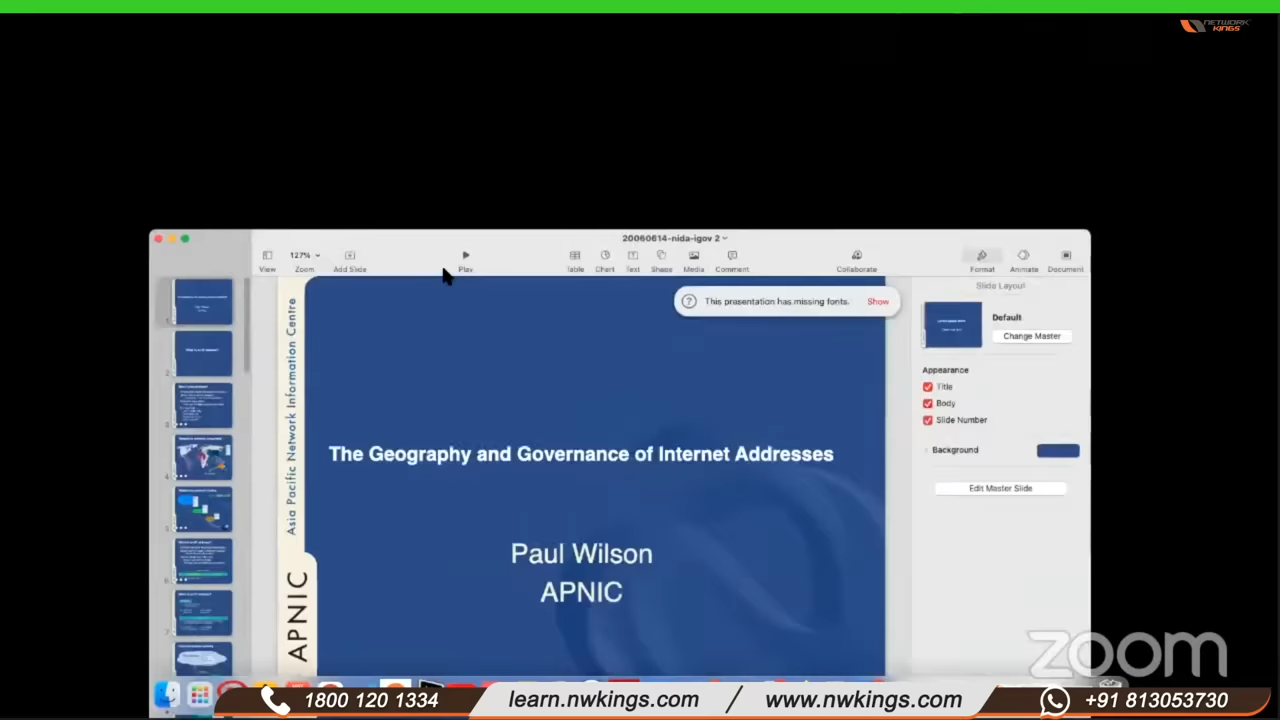 NETWORK
KINGS
20060614-nida-igov 2
127%
View
Zoom
Add Slide
Play
Table
Chart
Text
Shape
Media
Comment
Collaborate
Format
Animate
Document
Slide Layout
This presentation has missing fonts.
Show
Default
Change Master
Appearance
Title
Body
Slide Number
Background
Edit Master Slide
Asia Pacific Network Information Centre
APNIC
The Geography and Governance of Internet Addresses
Paul Wilson
APNIC
zoom
1800 120 1334
learn.nwkings.com
/
www.nwkings.com
+91 813053730